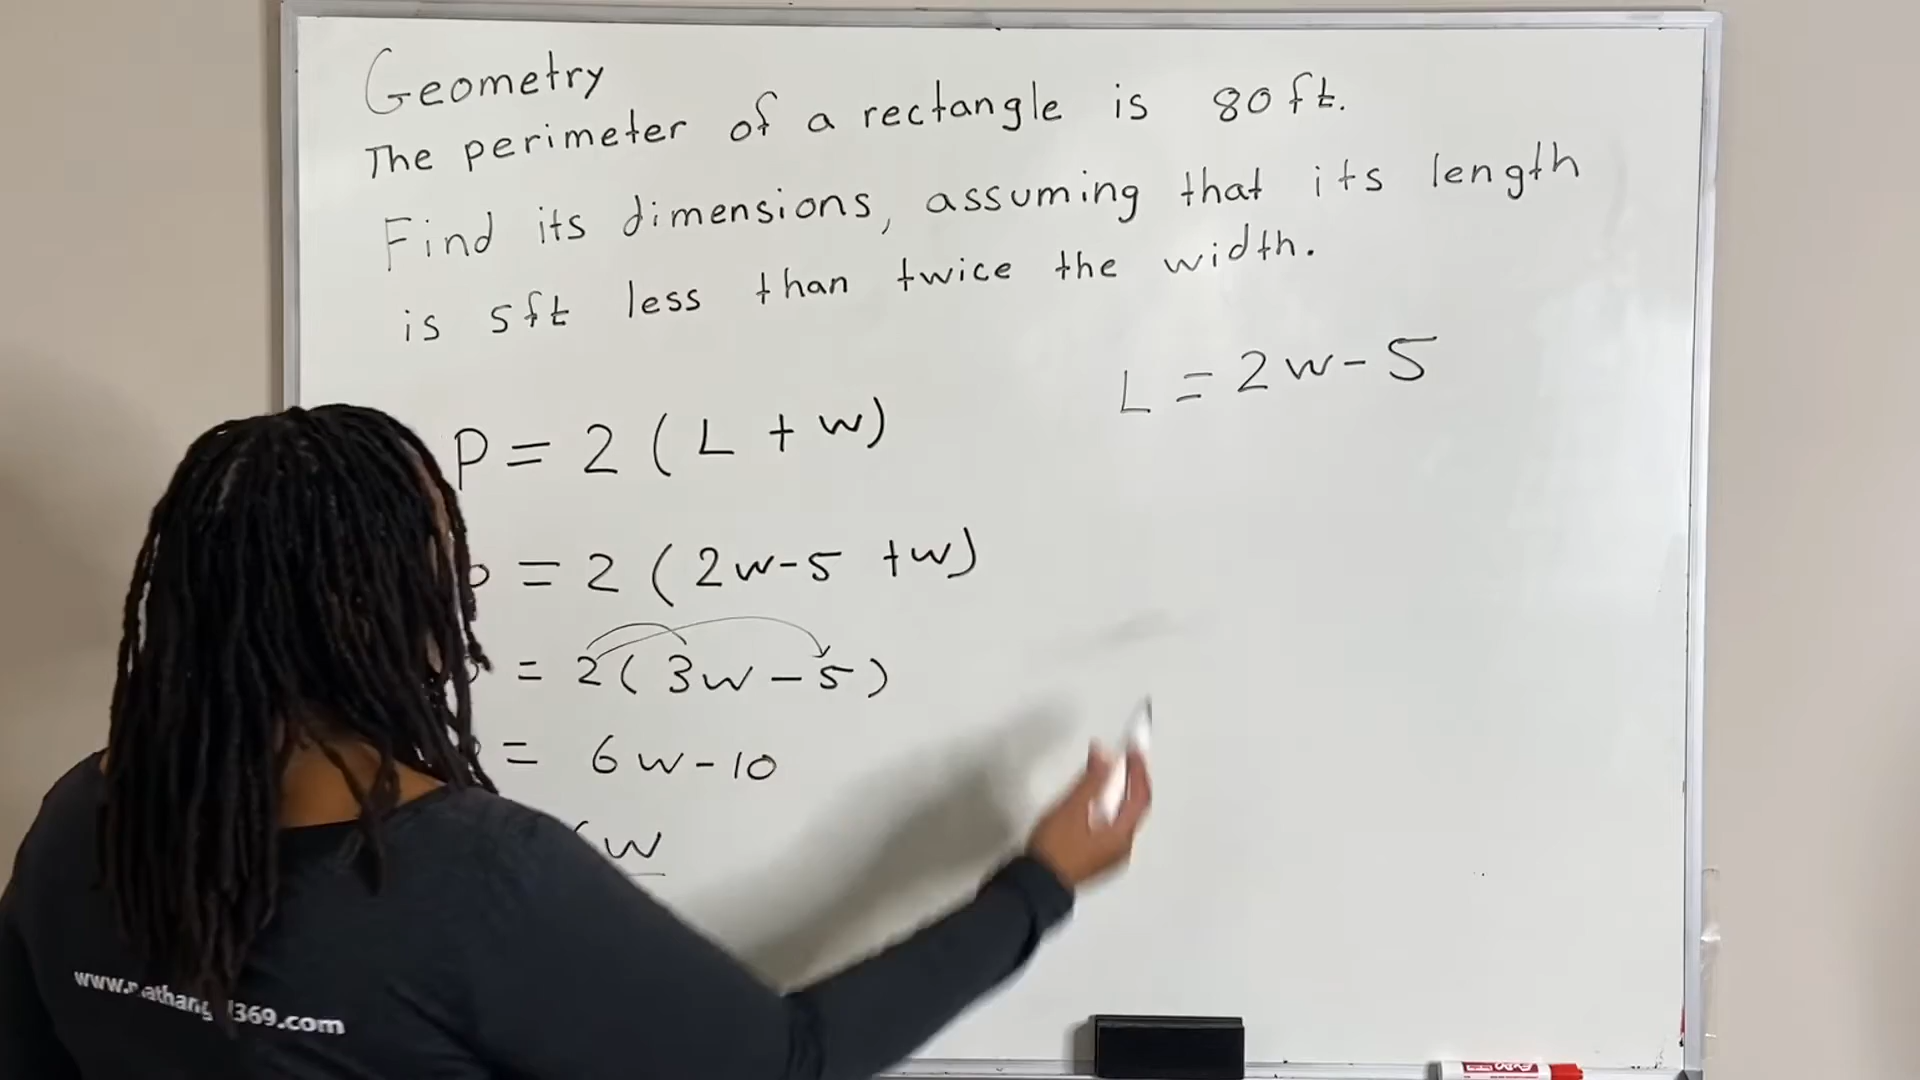 Geometry
The perimeter of a rectangle is 80ft.
Find its dimensions, assuming that its length
is 5ft less than twice the width.
L = 2w - 5
P = 2 ( L + w )
= 2 ( 2w - 5 + w )
= 2 ( 3w - 5 )
= 6w - 10
w
369.com
EXPO